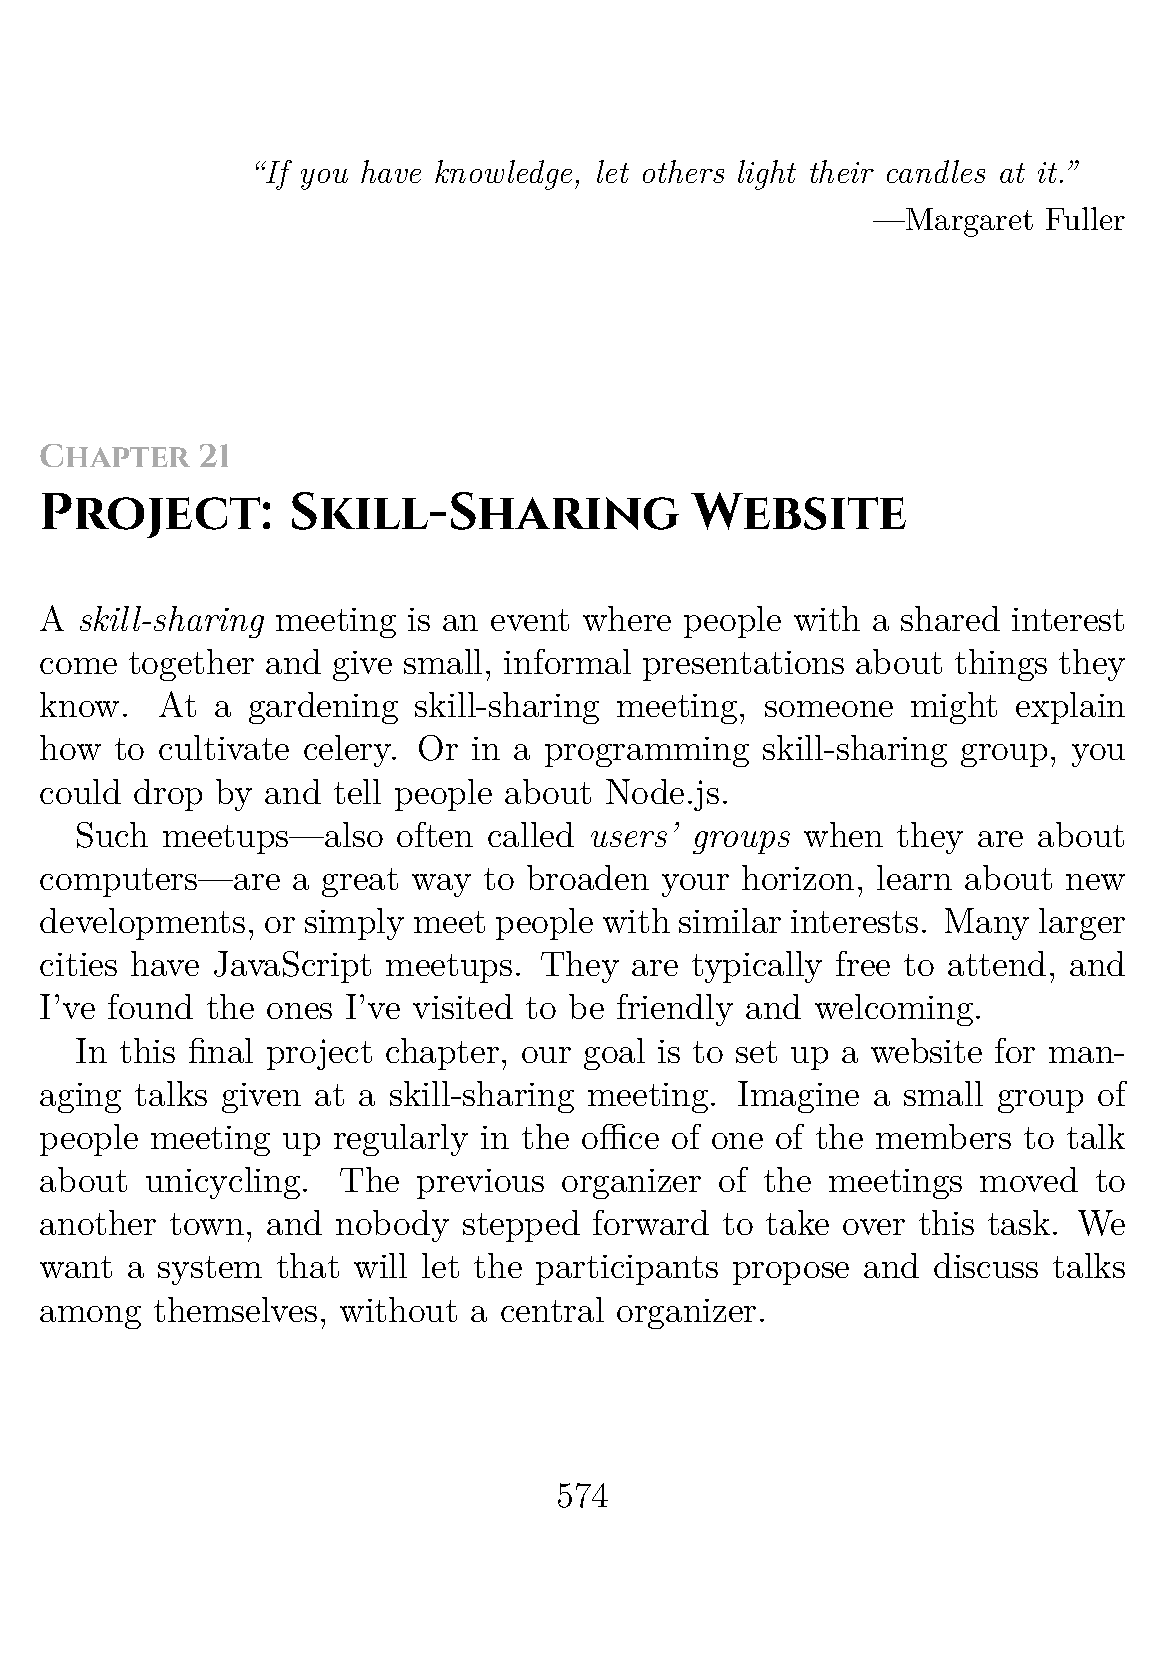 “If you have knowledge, let others light their candles at it.”
—Margaret Fuller
Chapter 21
Project: Skill-Sharing Website
A skill-sharing meeting is an event where people with a shared interest
come together and give small, informal presentations about things they
know. At a gardening skill-sharing meeting, someone might explain
how to cultivate celery. Or in a programming skill-sharing group, you
could drop by and tell people about Node.js.
Such meetups—also often called users’ groups when they are about
computers—are a great way to broaden your horizon, learn about new
developments, or simply meet people with similar interests. Many larger
cities have JavaScript meetups. They are typically free to attend, and
I’ve found the ones I’ve visited to be friendly and welcoming.
In this final project chapter, our goal is to set up a website for man-
aging talks given at a skill-sharing meeting. Imagine a small group of
people meeting up regularly in the office of one of the members to talk
about unicycling. The previous organizer of the meetings moved to
another town, and nobody stepped forward to take over this task. We
want a system that will let the participants propose and discuss talks
among themselves, without a central organizer.
574